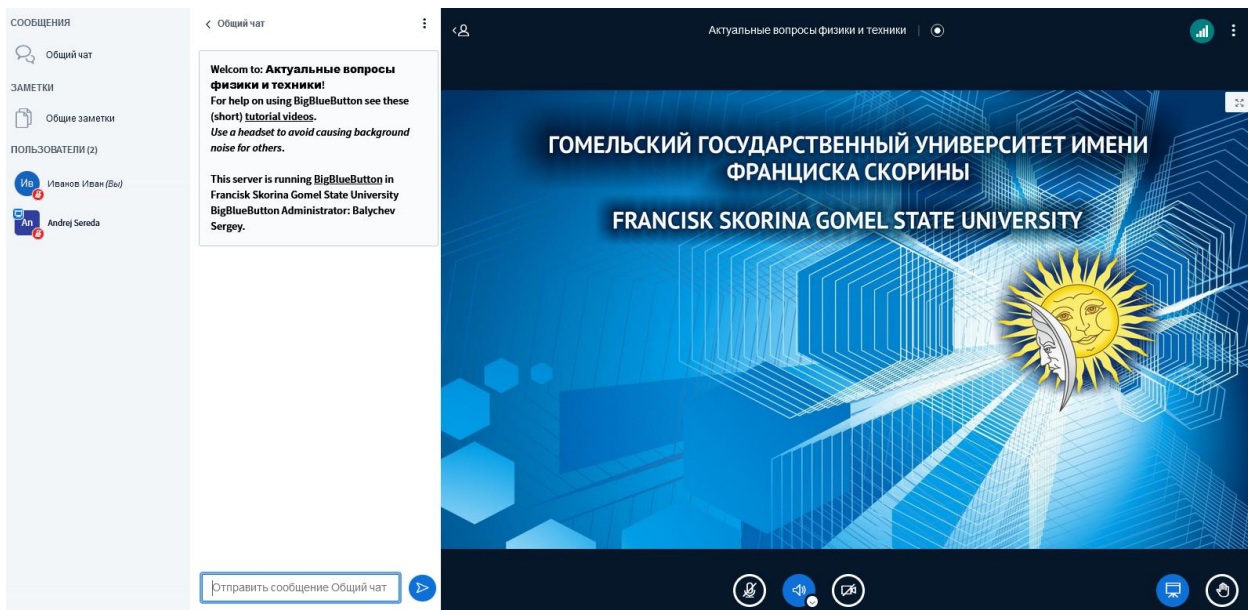 СООБЩЕНИЯ
Общий чат
ЗАМЕТКИ
Общие заметки
ПОЛЬЗОВАТЕЛИ (2)
Ив
Иванов Иван (Вы)
An
Andrej Sereda
Общий чат
Welcom to: Актуальные вопросы
физики и техники!
For help on using BigBlueButton see these
(short) tutorial videos.
Use a headset to avoid causing background
noise for others.
This server is running BigBlueButton in
Francisk Skorina Gomel State University
BigBlueButton Administrator: Balychev
Sergey.
Отправить сообщение Общий чат
Актуальные вопросы физики и техники
ГОМЕЛЬСКИЙ ГОСУДАРСТВЕННЫЙ УНИВЕРСИТЕТ ИМЕНИ
ФРАНЦИСКА СКОРИНЫ
FRANCISK SKORINA GOMEL STATE UNIVERSITY